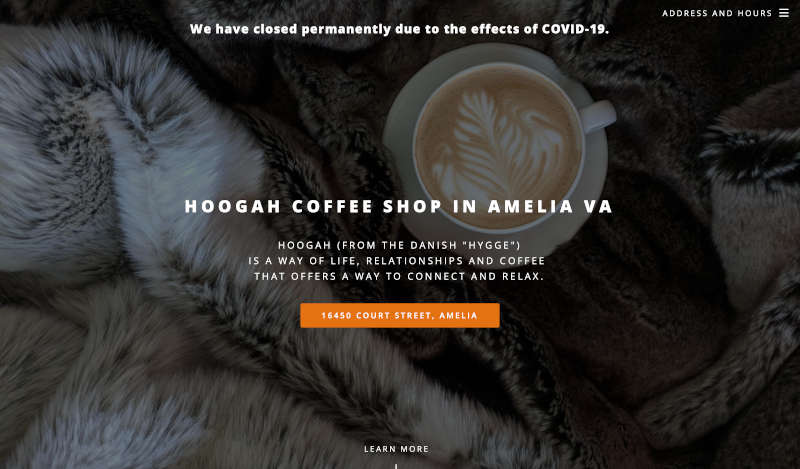 ADDRESS AND HOURS
We have closed permanently due to the effects of COVID-19.
HOOGAH COFFEE SHOP IN AMELIA VA
HOOGAH (FROM THE DANISH "HYGGE")
IS A WAY OF LIFE, RELATIONSHIPS AND COFFEE
THAT OFFERS A WAY TO CONNECT AND RELAX.
16450 COURT STREET, AMELIA
LEARN MORE